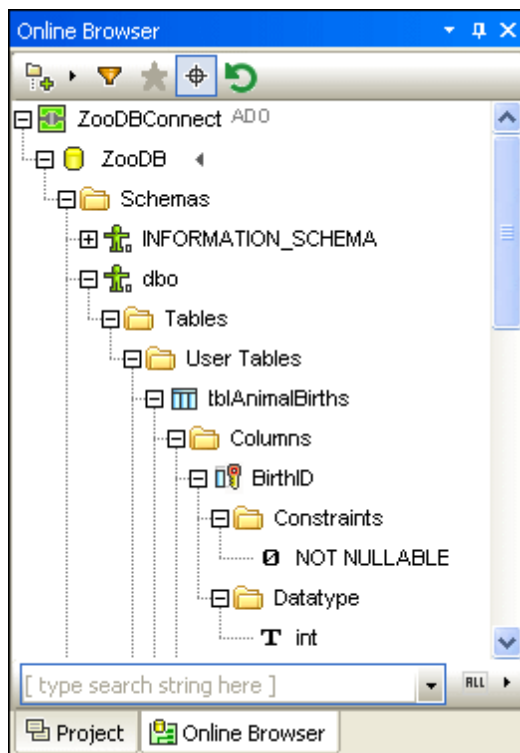 Online Browser
ZooDBConnect ADO
ZooDB
Schemas
INFORMATION_SCHEMA
dbo
Tables
User Tables
tblAnimalBirths
Columns
BirthID
Constraints
Ø NOT NULLABLE
Datatype
T int
[ type search string here ] ALL
Project Online Browser